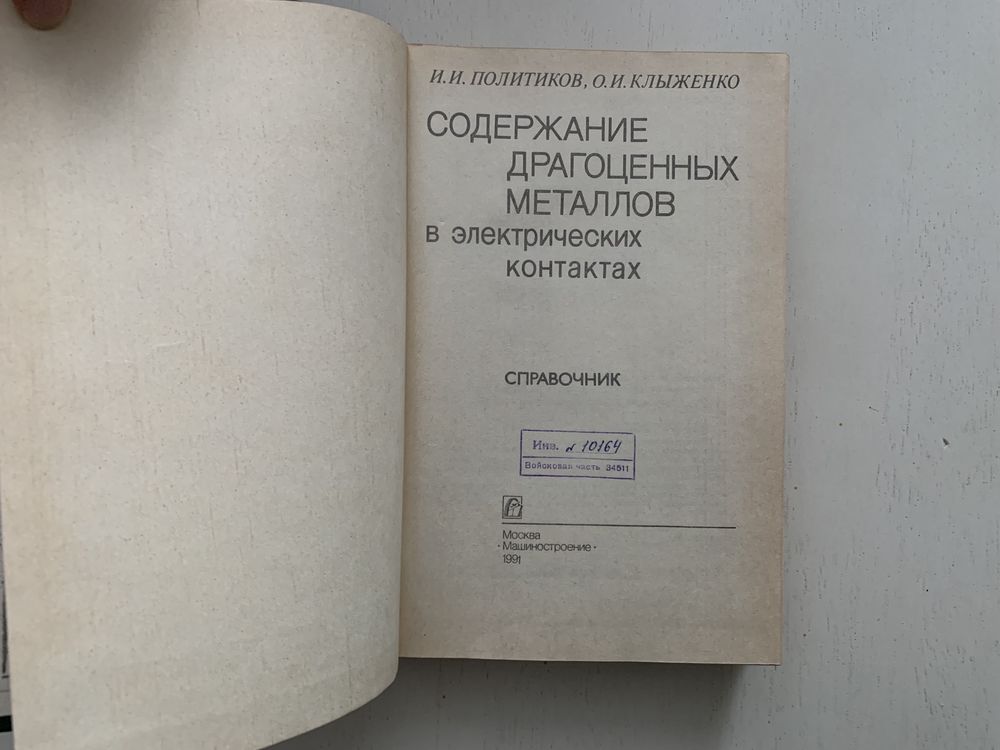 И.И. ПОЛИТИКОВ, О.И. КЛЫЖЕНКО
СОДЕРЖАНИЕ
ДРАГОЦЕННЫХ
МЕТАЛЛОВ
в электрических
контактах
СПРАВОЧНИК
Инв. № 10164
Войсковая часть 34511
Москва
·Машиностроение·
1991